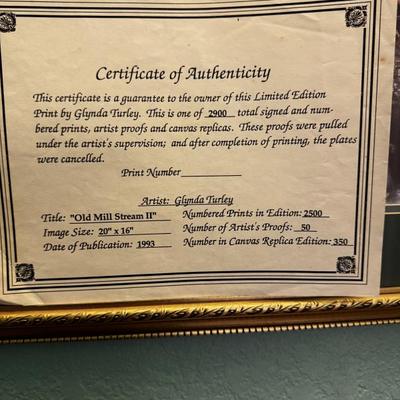 Certificate of Authenticity
This certificate is a guarantee to the owner of this Limited Edition
Print by Glynda Turley. This is one of 2900 total signed and num-
bered prints, artist proofs and canvas replicas. These proofs were pulled
under the artist's supervision; and after completion of printing, the plates
were cancelled.
Print Number
Artist: Glynda Turley
Title: "Old Mill Stream II" Numbered Prints in Edition: 2500
Image Size: 20" x 16" Number of Artist's Proofs: 50
Date of Publication: 1993 Number in Canvas Replica Edition: 350